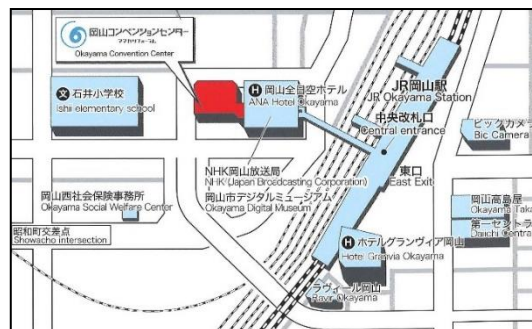 岡山コンベンションセンター
ママカリフォーラム
Okayama Convention Center
石井小学校
Ishii elementary school
岡山全日空ホテル
ANA Hotel Okayama
JR岡山駅
JR Okayama Station
中央改札口
Central entrance
ビックカメラ
Bic Camera
NHK岡山放送局
NHK(Japan Broadcasting Corporation)
岡山市デジタルミュージアム
Okayama Digital Museum
東口
East Exit
岡山西社会保険事務所
Okayama Social Welfare Center
岡山高島屋
Okayama Taka
第一セントラ
Daiichi Central
昭和町交差点
Showacho intersection
ホテルグランヴィア岡山
Hotel Granvia Okayama
ラヴィール岡山
Okayama